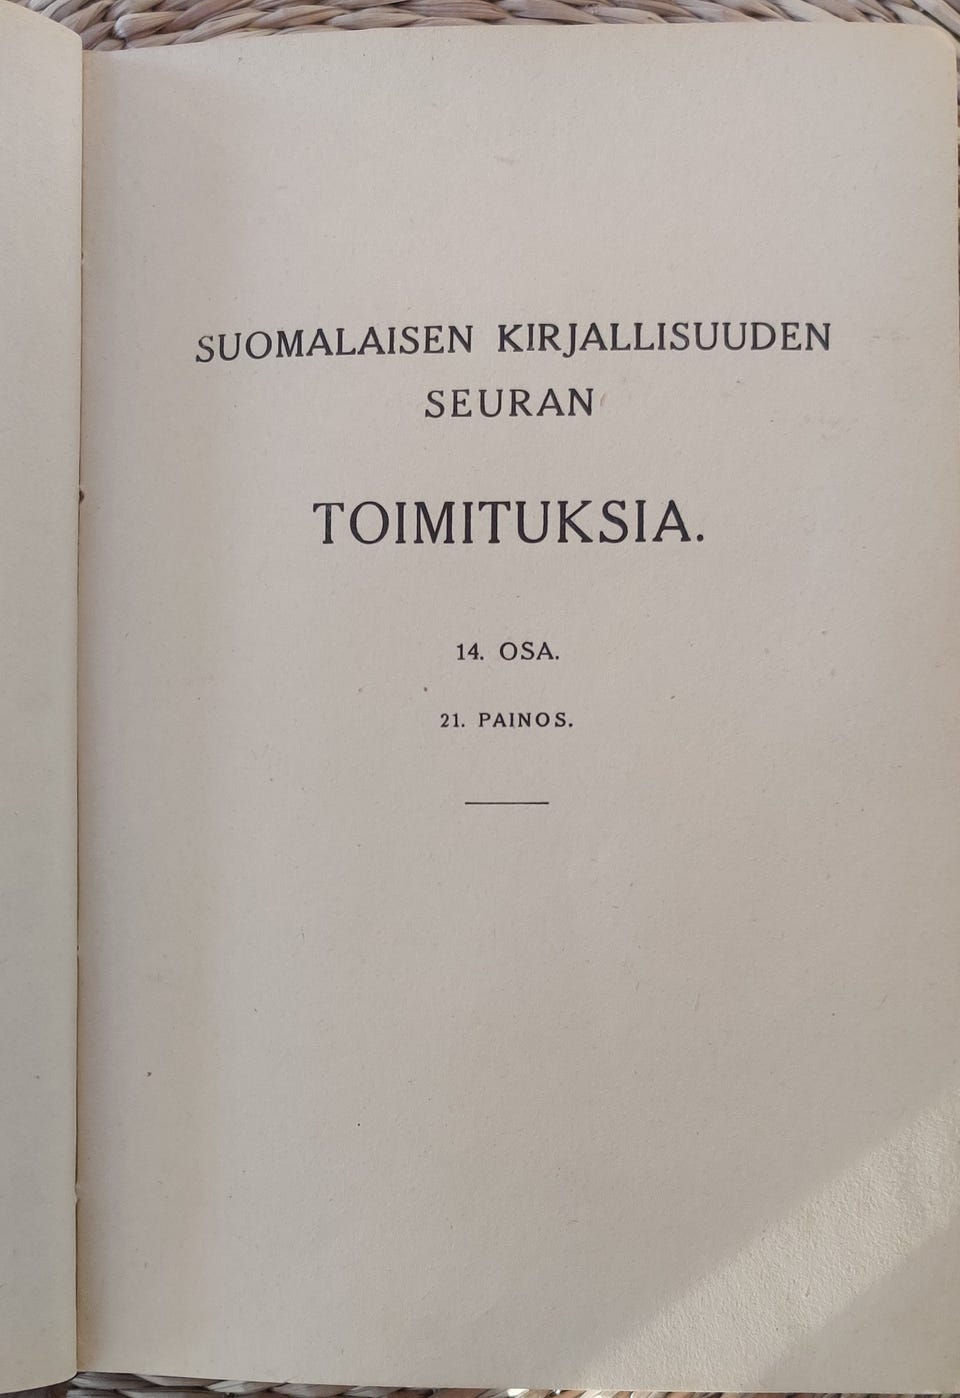 SUOMALAISEN KIRJALLISUUDEN
SEURAN
TOIMITUKSIA.
14. OSA.
21. PAINOS.